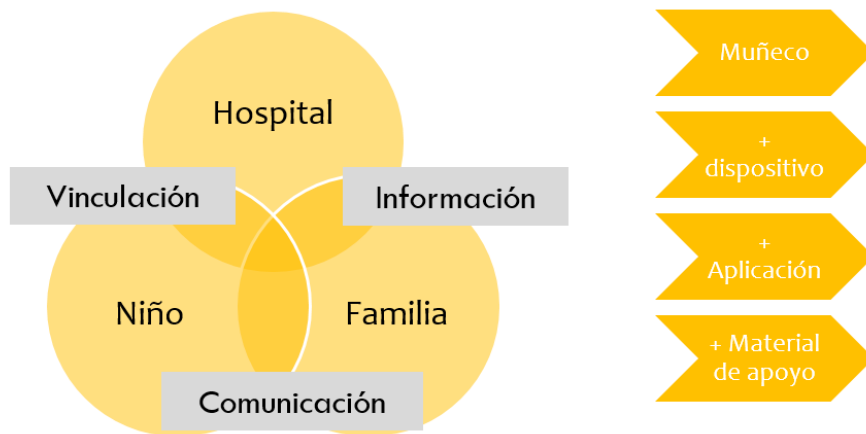 Hospital
Vinculación
Información
Niño
Familia
Comunicación
Muñeco
+
dispositivo
+
Aplicación
+ Material
de apoyo